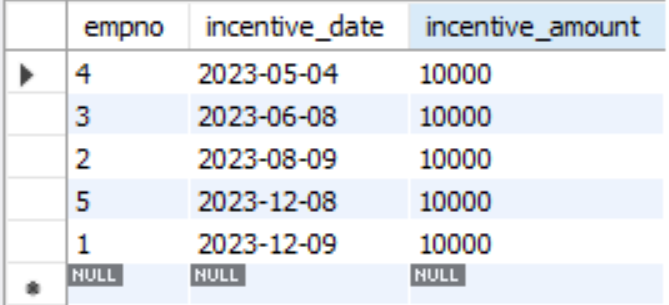 empno incentive_date incentive_amount
4 2023-05-04 10000
3 2023-06-08 10000
2 2023-08-09 10000
5 2023-12-08 10000
1 2023-12-09 10000
NULL NULL NULL